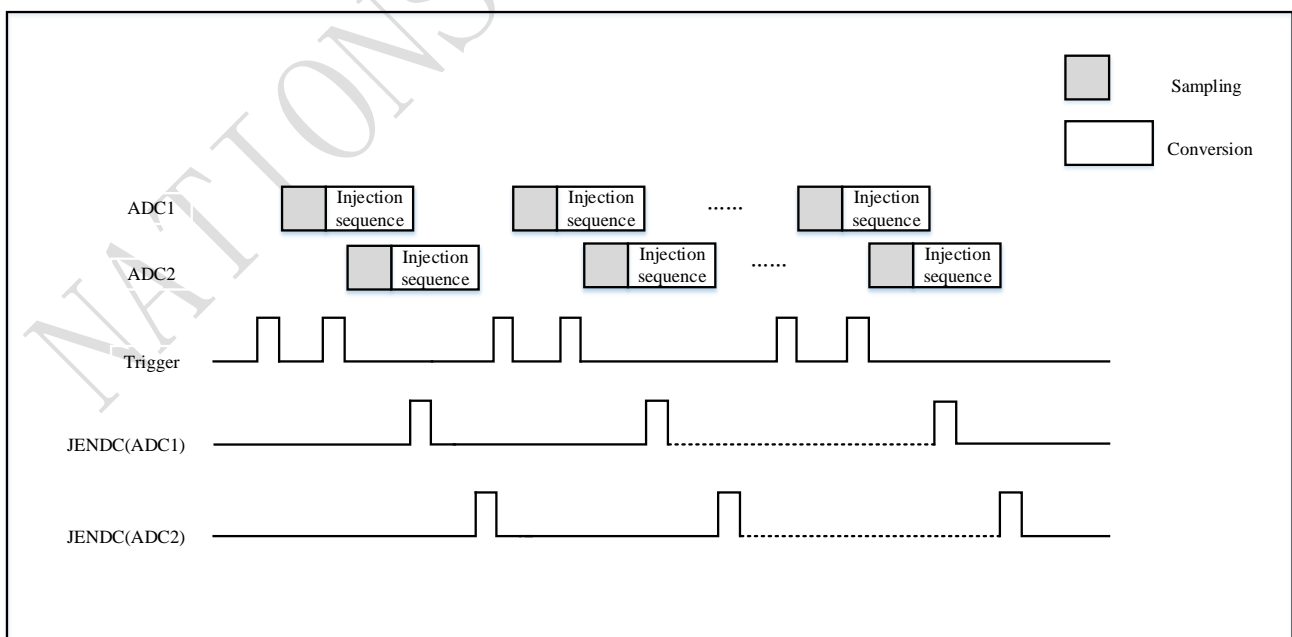 NATIONS
Sampling
Conversion
ADC1
Injection
sequence
Injection
sequence
......
Injection
sequence
ADC2
Injection
sequence
Injection
sequence
......
Injection
sequence
Trigger
JENDC(ADC1)
JENDC(ADC2)